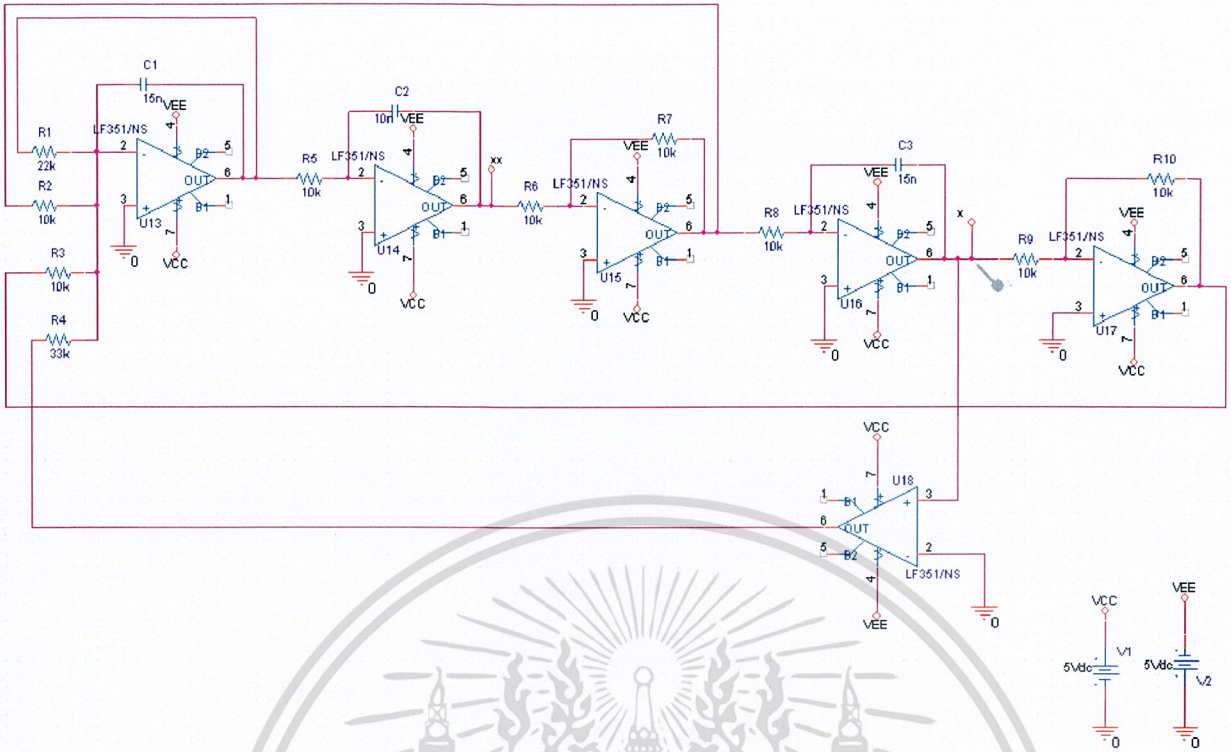 C1
15n
VEE
4
LF351/NS
R1
22k
2
-
B2
5
OUT
6
R2
10k
3
+
B1
1
U13
7
VCC
0
R3
10k
R4
33k
R5
10k
C2
10n
VEE
4
LF351/NS
2
-
B2
5
OUT
6
3
+
B1
1
U14
7
VCC
0
xx
R6
10k
R7
10k
VEE
4
LF351/NS
2
-
B2
5
OUT
6
3
+
B1
1
U15
7
VCC
0
R8
10k
C3
15n
VEE
4
LF351/NS
2
-
B2
5
OUT
6
3
+
B1
1
U16
7
VCC
0
x
R9
10k
R10
10k
VEE
4
LF351/NS
2
-
B2
5
OUT
6
3
+
B1
1
U17
7
VCC
0
VCC
7
U18
1
B1
+
3
6
OUT
5
B2
-
2
LF351/NS
4
VEE
0
VCC
5Vdc
V1
0
VEE
5Vdc
V2
0